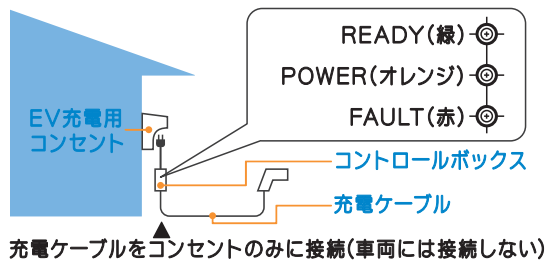 READY(緑)
POWER(オレンジ)
FAULT(赤)
EV充電用
コンセント
コントロールボックス
充電ケーブル
充電ケーブルをコンセントのみに接続(車両には接続しない)